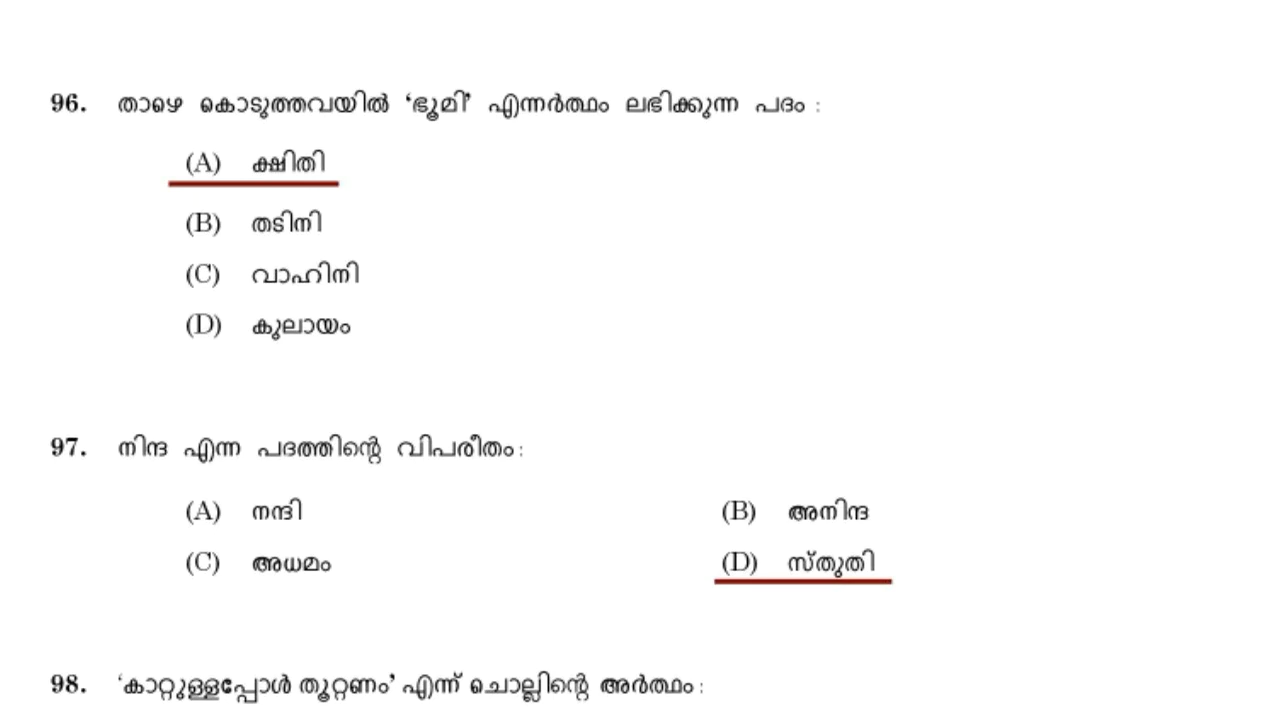 96. താഴെ കൊടുത്തവയിൽ ‘ഭൂമി’ എന്നർത്ഥം ലഭിക്കുന്ന പദം :
(A) ക്ഷിതി
(B) തടിനി
(C) വാഹിനി
(D) കുലായം
97. നിന്ദ എന്ന പദത്തിന്റെ വിപരീതം :
(A) നന്ദി (B) അനിന്ദ
(C) അധമം (D) സ്തുതി
98. ‘കാറ്റുള്ളപ്പോൾ തൂറ്റണം’ എന്ന് ചൊല്ലിന്റെ അർത്ഥം :